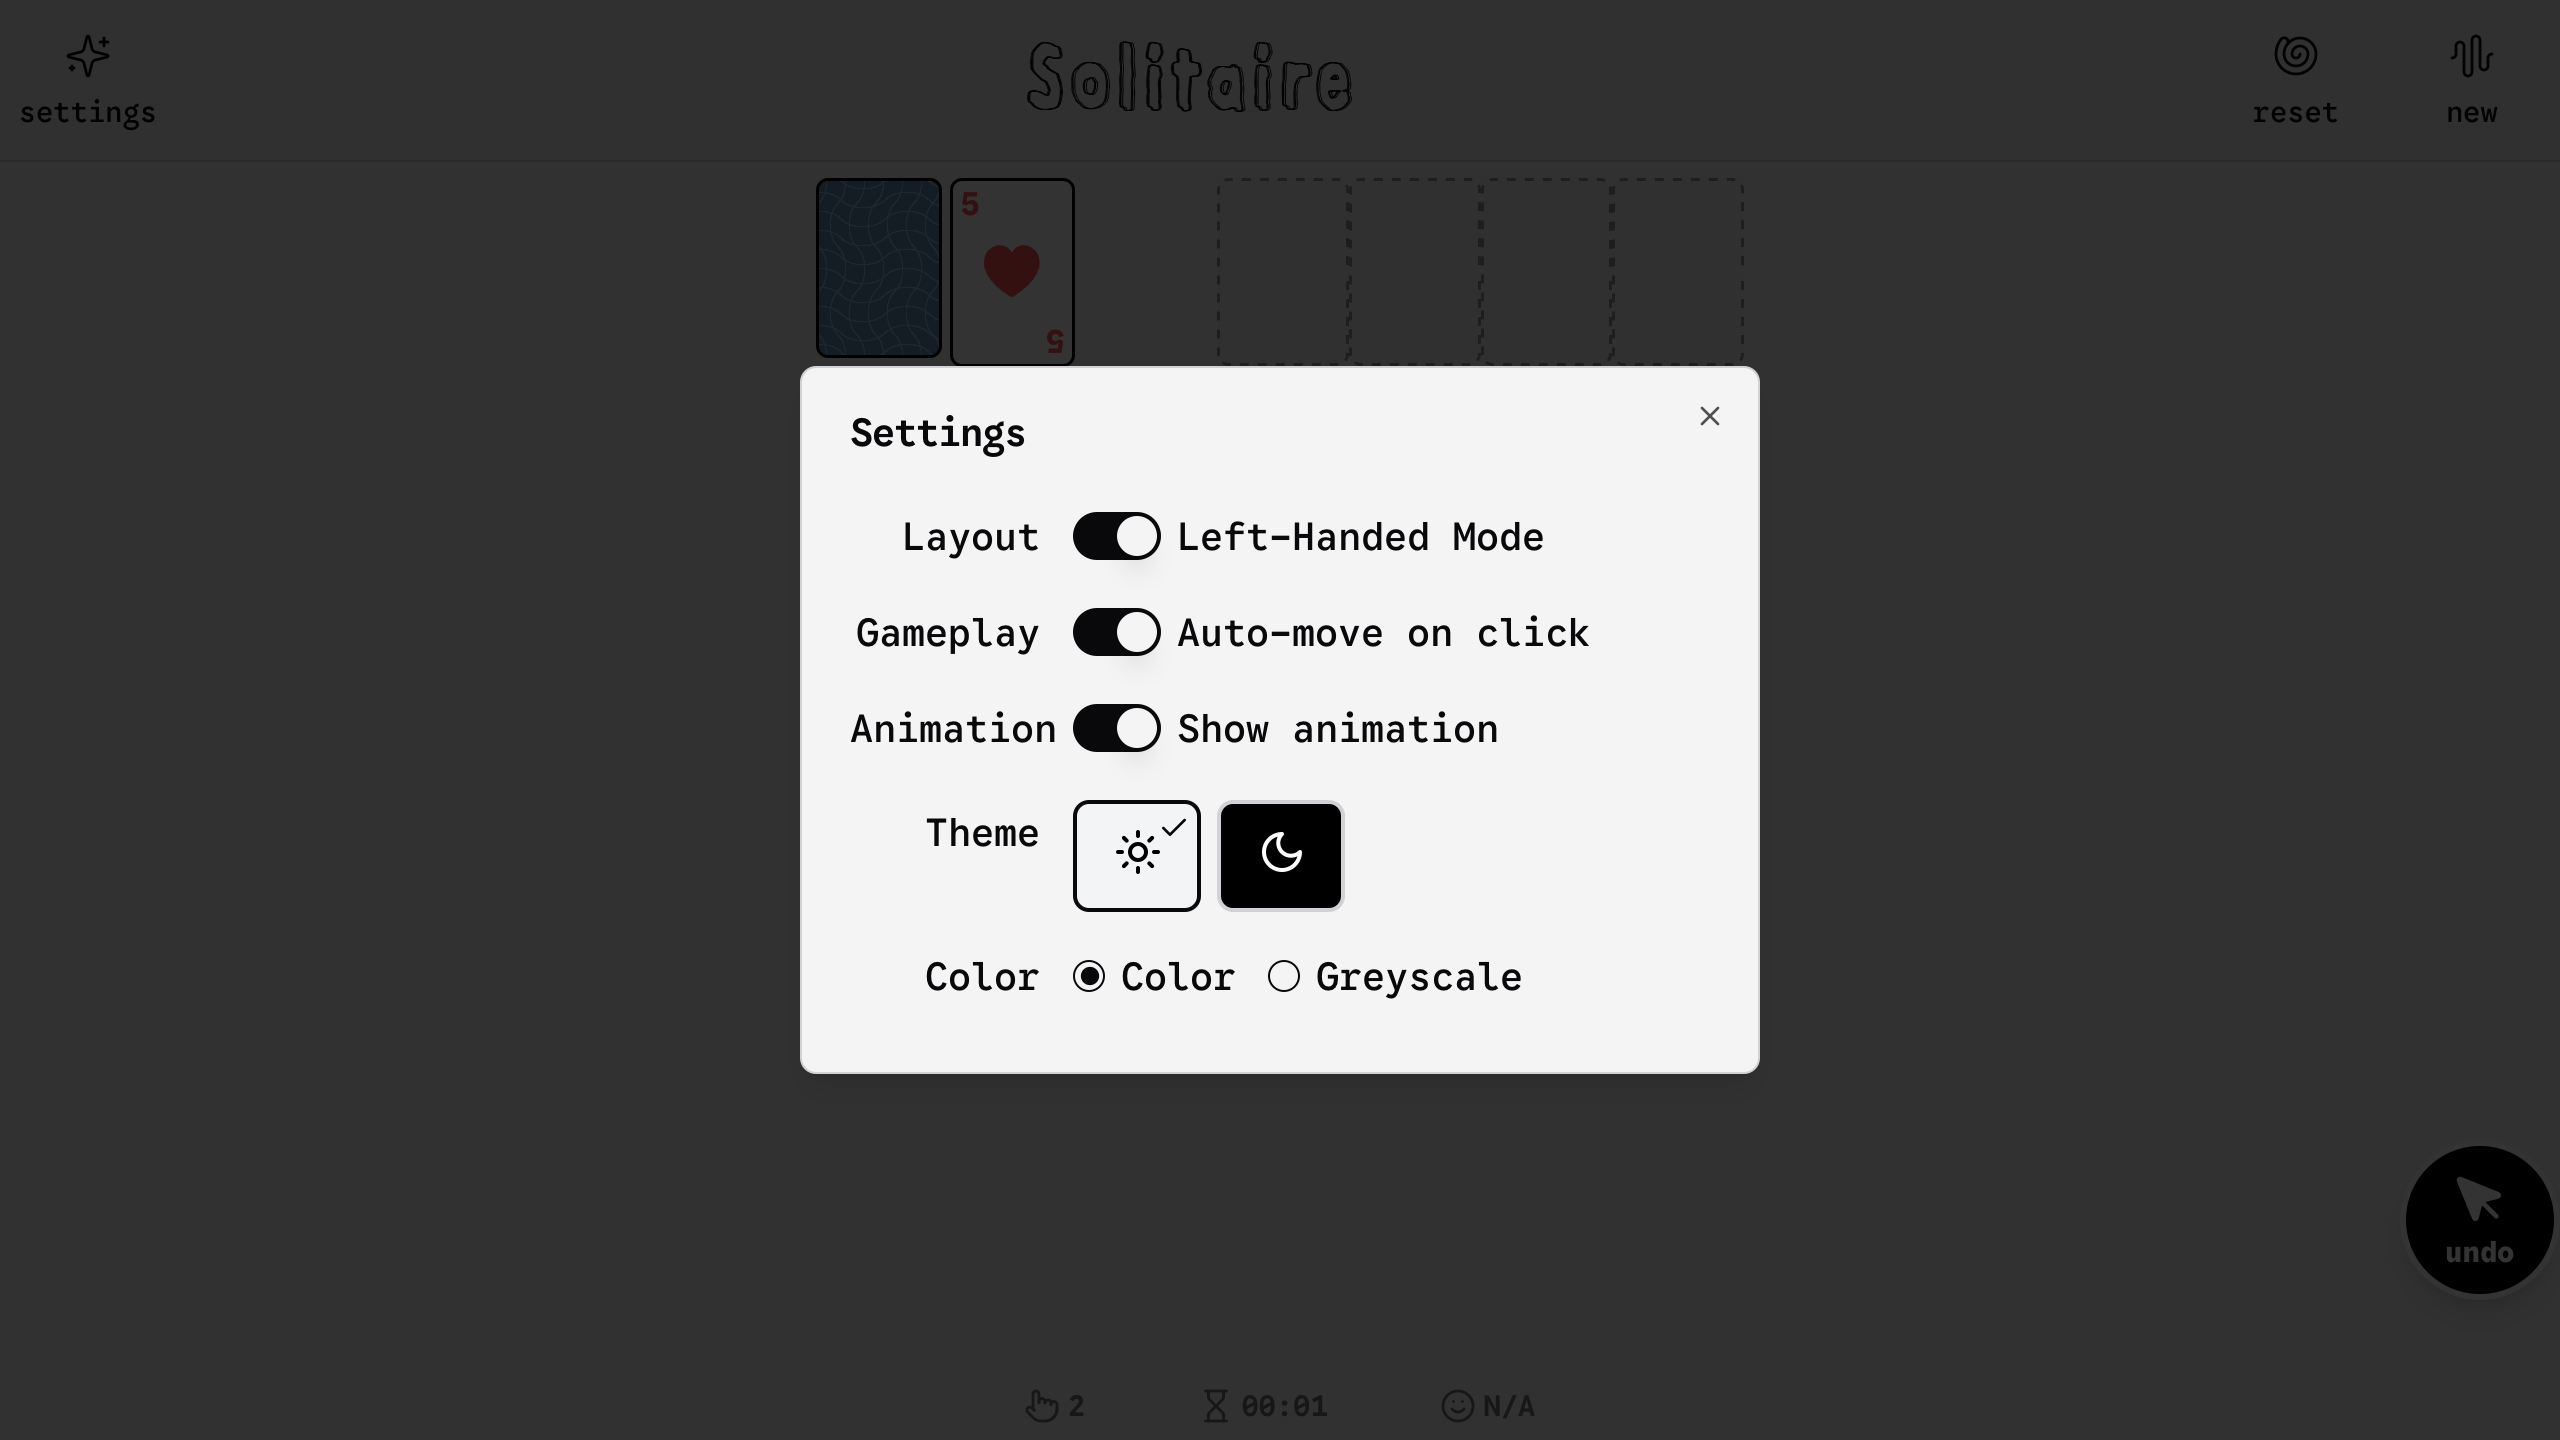 settings
Solitaire
reset
new
5
5
Settings
Layout Left-Handed Mode
Gameplay Auto-move on click
Animation Show animation
Theme
Color Color Greyscale
undo
2 00:01 N/A